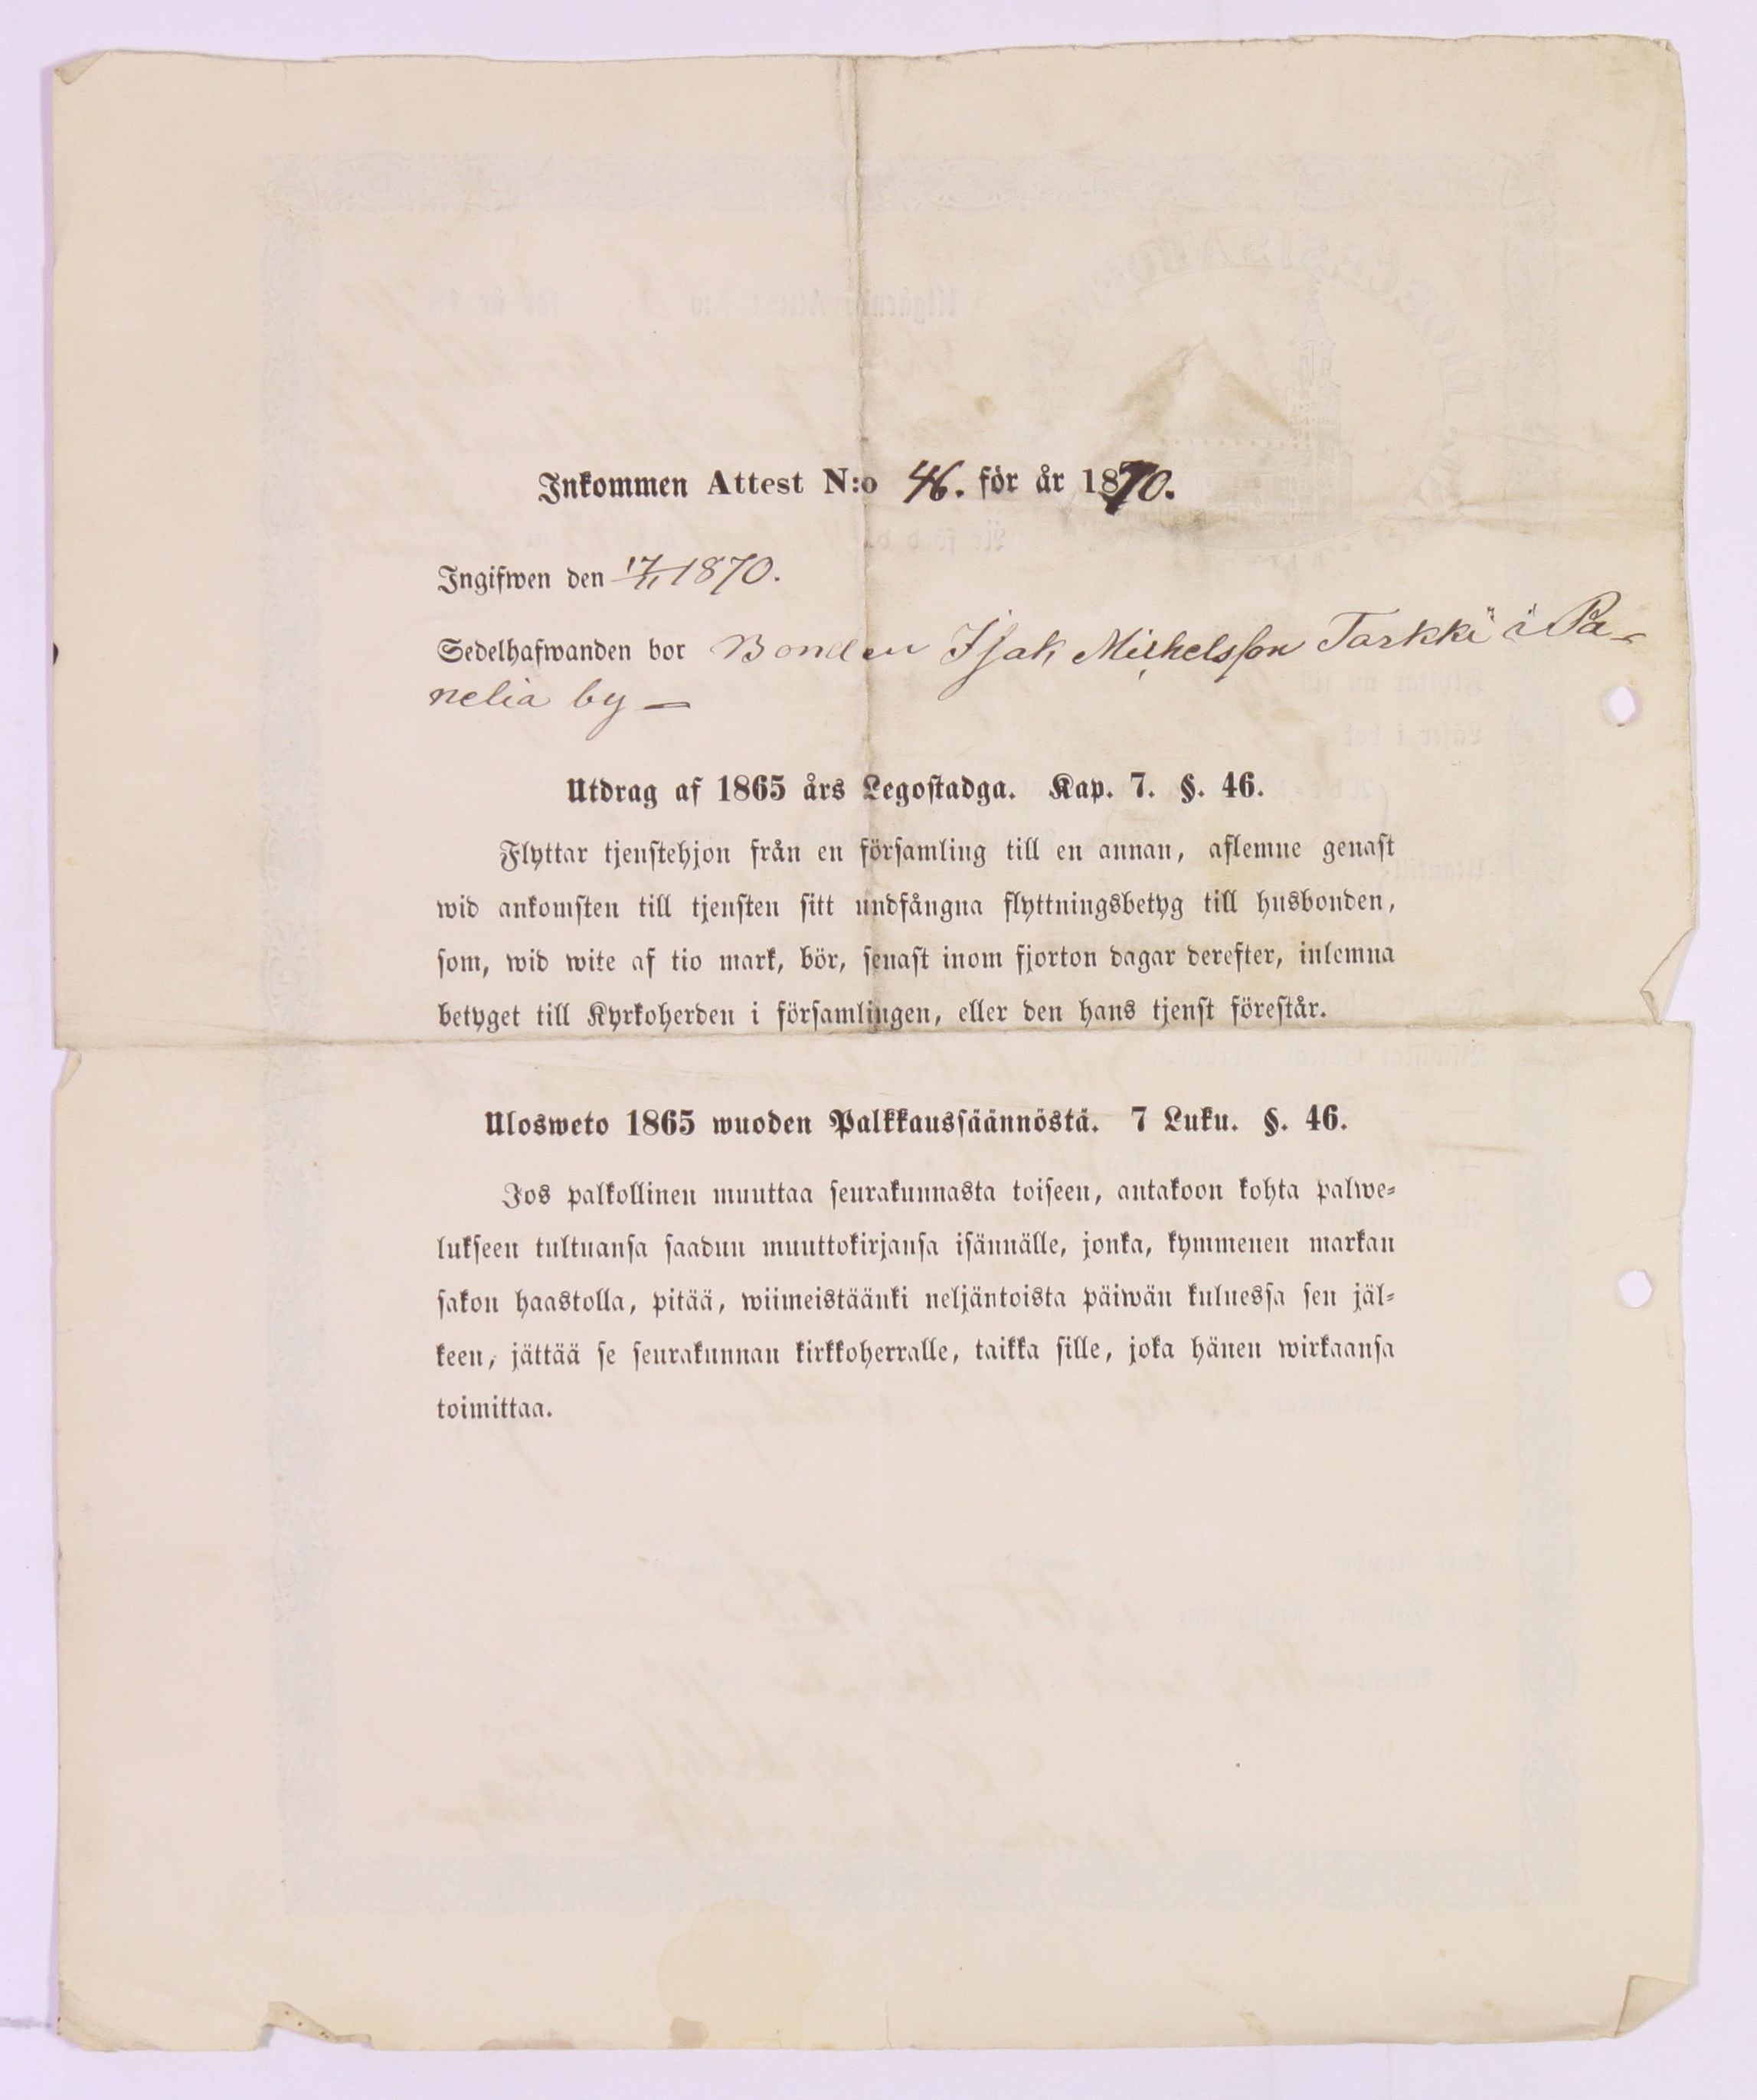 Inkommen Attest N:o 46. för år 1870.
Ingifwen den 17/11 1870.
Sedelhafwanden bor Bonden Isak Michelsson Tarkki i Pa-
nelia by —
Utdrag af 1865 års Legostadga. Kap. 7. §. 46.
Flyttar tjenstehjon från en församling till en annan, aflemne genast
wid ankomsten till tjensten sitt undfångna flyttningsbetyg till husbonden,
som, wid wite af tio mark, bör, senast inom fjorton dagar derefter, inlemna
betyget till Kyrkoherden i församlingen, eller den hans tjenst förestår.
Ulosweto 1865 wuoden Palkkaussäännöstä. 7 Luku. §. 46.
Jos palkollinen muuttaa seurakunnasta toiseen, antakoon kohta palwe-
lukseen tultuansa saadun muuttokirjansa isännälle, jonka, kymmenen markan
sakon haastolla, pitää, wiimeistäänki neljäntoista päiwän kuluessa sen jäl-
keen, jättää se seurakunnan kirkkoherralle, taikka sille, joka hänen wirkaansa
toimittaa.